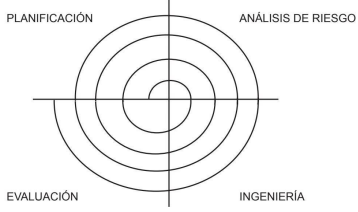 PLANIFICACIÓN
ANÁLISIS DE RIESGO
EVALUACIÓN
INGENIERÍA